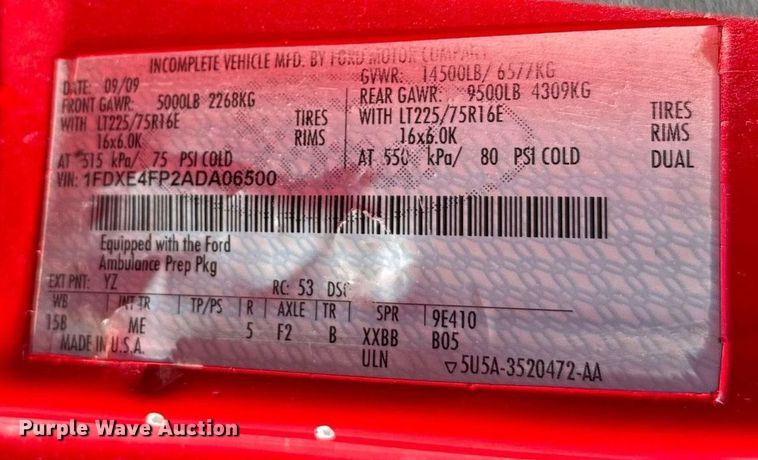 INCOMPLETE VEHICLE MFD. BY FORD MOTOR COMPANY
DATE: 09/09 GVWR: 14500LB/ 6577KG
FRONT GAWR: 5000LB 2268KG REAR GAWR: 9500LB 4309KG
WITH LT225/75R16E TIRES WITH LT225/75R16E TIRES
16x6.0K RIMS 16x6.0K RIMS
AT 515 kPa/ 75 PSI COLD AT 550 kPa/ 80 PSI COLD DUAL
VIN: 1FDXE4FP2ADA06500
Equipped with the Ford
Ambulance Prep Pkg
EXT PNT: YZ RC: 53 DSO
WB INT TR TP/PS R AXLE TR SPR 9E410
158 ME 5 F2 B XXBB B05
MADE IN U.S.A. ULN ▽5U5A-3520472-AA
Purple Wave Auction